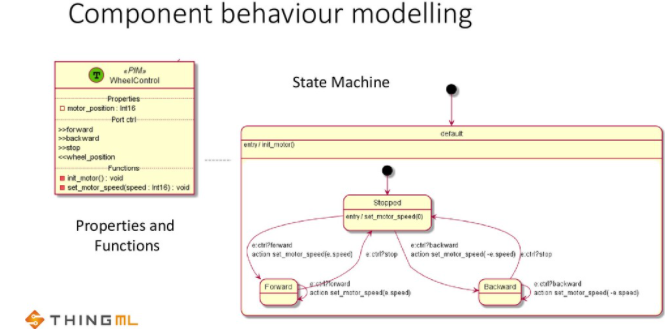 Component behaviour modelling
T
«PIM»
WheelControl
Properties
motor_position : Int16
Port ctrl
>>forward
>>backward
>>stop
<<wheel_position
Functions
init_motor() : void
set_motor_speed(speed : Int16) : void
Properties and
Functions
State Machine
default
entry / init_motor()
Stopped
entry / set_motor_speed(0)
e:ctrl?forward
action set_motor_speed(e.speed)
e:ctrl?stop
e:ctrl?backward
action set_motor_speed( -e.speed)
e:ctrl?stop
Forward
e:ctrl?forward
action set_motor_speed(e.speed)
Backward
e:ctrl?backward
action set_motor_speed( -e.speed)
THINGML